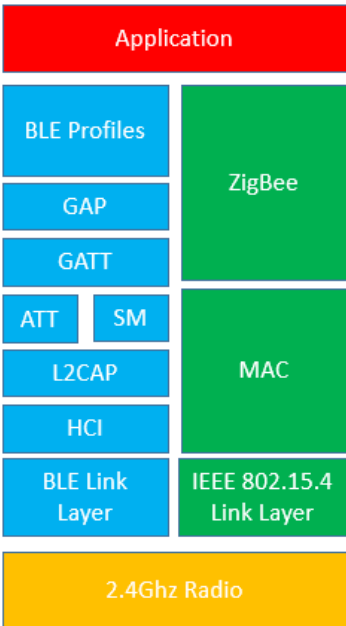 Application
BLE Profiles
GAP
GATT
ATT
SM
L2CAP
HCI
BLE Link
Layer
ZigBee
MAC
IEEE 802.15.4
Link Layer
2.4Ghz Radio